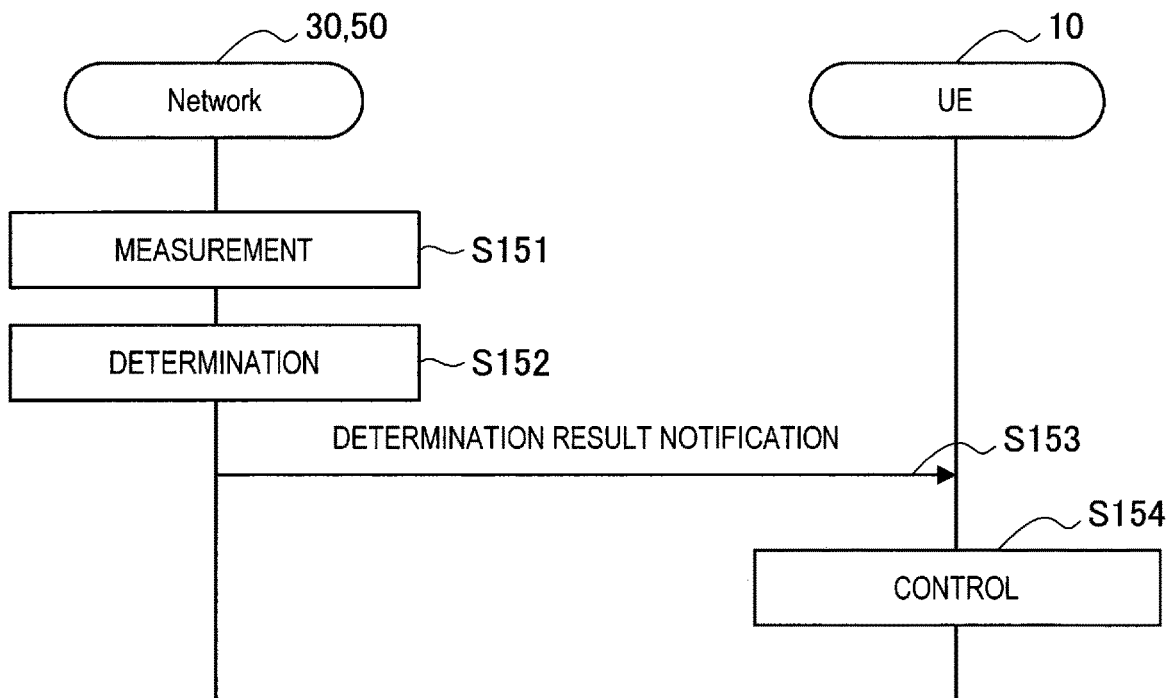 30,50
10
Network
UE
MEASUREMENT
S151
DETERMINATION
S152
DETERMINATION RESULT NOTIFICATION
S153
S154
CONTROL